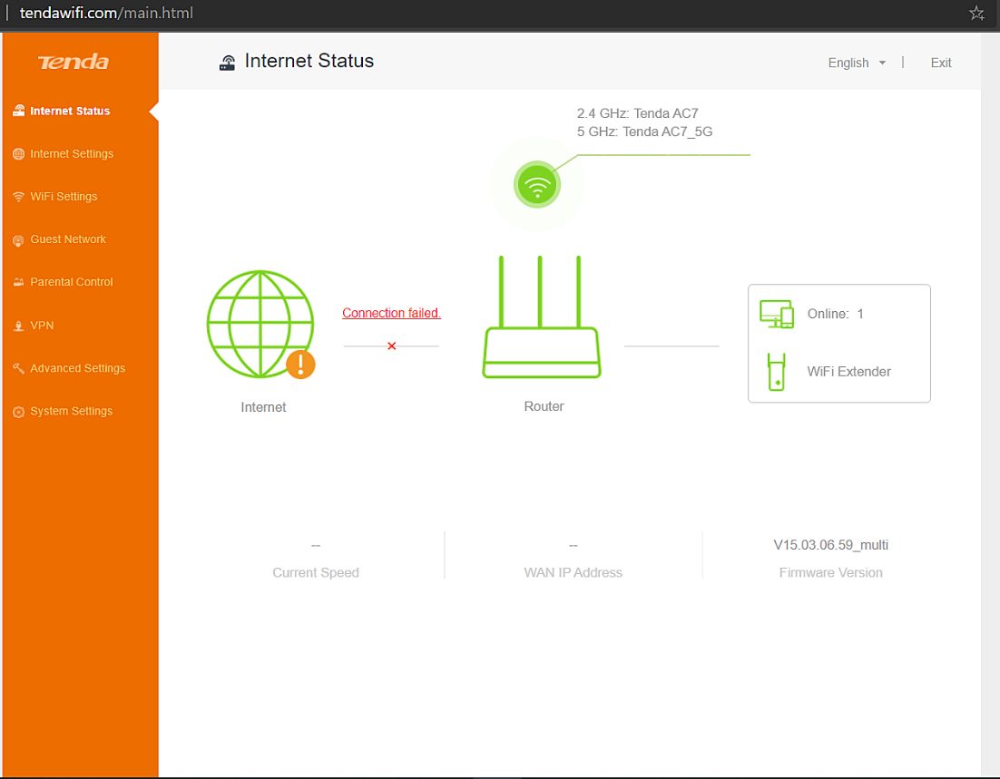 tendawifi.com/main.html
Tenda
Internet Status
English
|
Exit
Internet Status
Internet Settings
WiFi Settings
Guest Network
Parental Control
VPN
Advanced Settings
System Settings
2.4 GHz: Tenda AC7
5 GHz: Tenda AC7_5G
Connection failed.
Internet
Router
Online: 1
WiFi Extender
--
Current Speed
--
WAN IP Address
V15.03.06.59_multi
Firmware Version